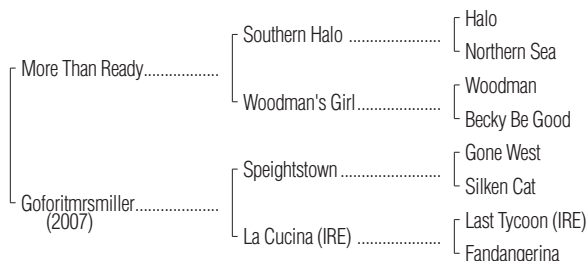 Halo
Southern Halo
Northern Sea
More Than Ready
Woodman
Woodman's Girl
Becky Be Good
Gone West
Speightstown
Silken Cat
Goforitmrsmiller
(2007)
Last Tycoon (IRE)
La Cucina (IRE)
Fandangerina